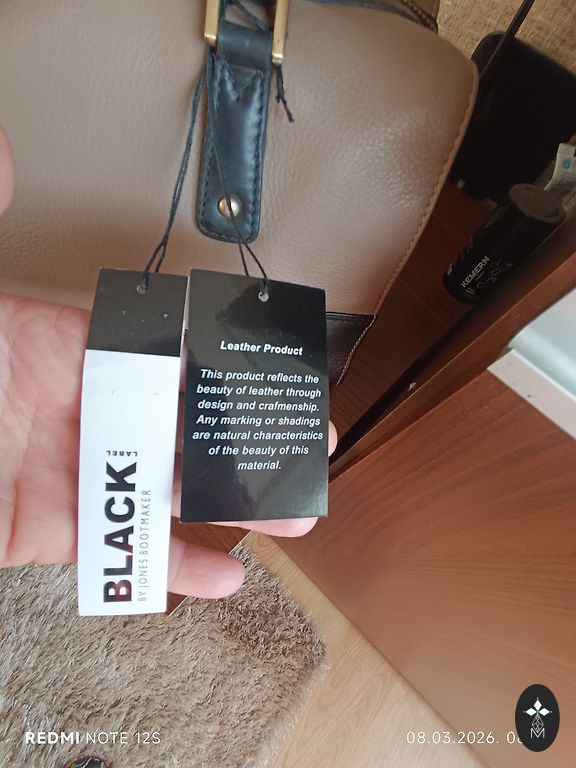 Leather Product
This product reflects the
beauty of leather through
design and crafmenship.
Any marking or shadings
are natural characteristics
of the beauty of this
material.
BLACK
LABEL
BY JONES BOOTMAKER
KEMERN
REDMI NOTE 12S
08.03.2026.
M